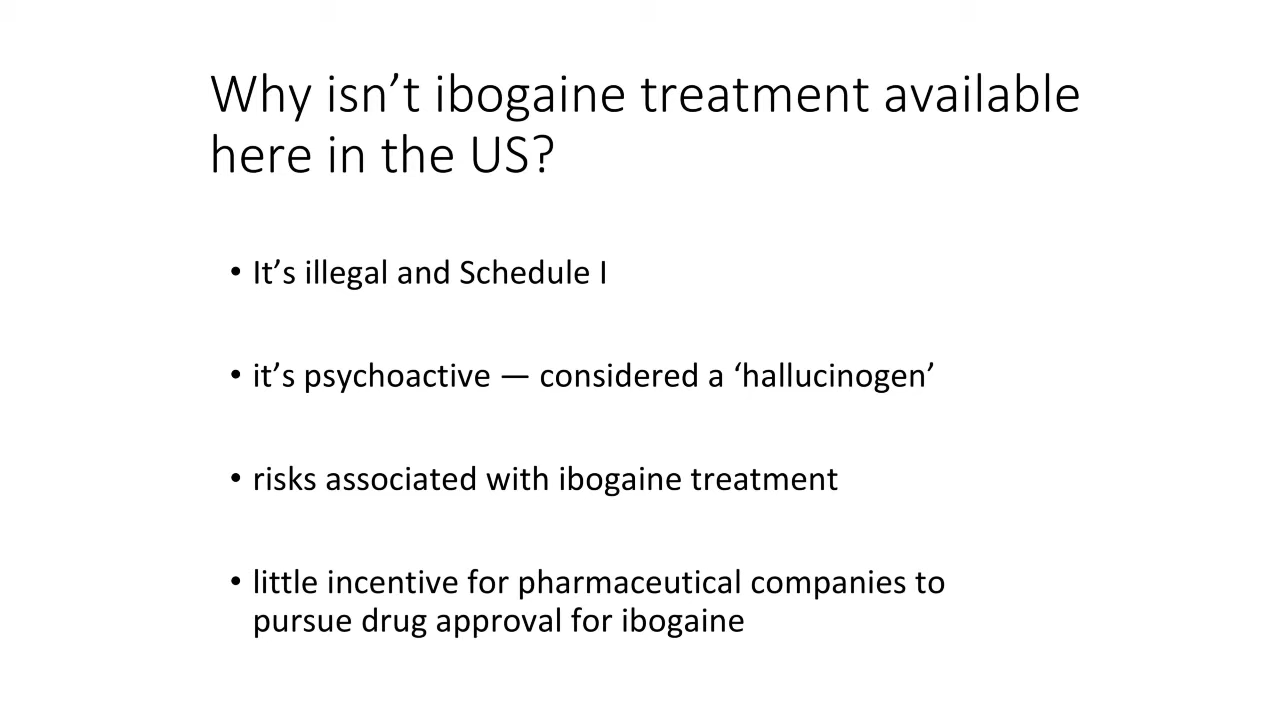 Why isn’t ibogaine treatment available
here in the US?
• It’s illegal and Schedule I
• it’s psychoactive — considered a ‘hallucinogen’
• risks associated with ibogaine treatment
• little incentive for pharmaceutical companies to
pursue drug approval for ibogaine